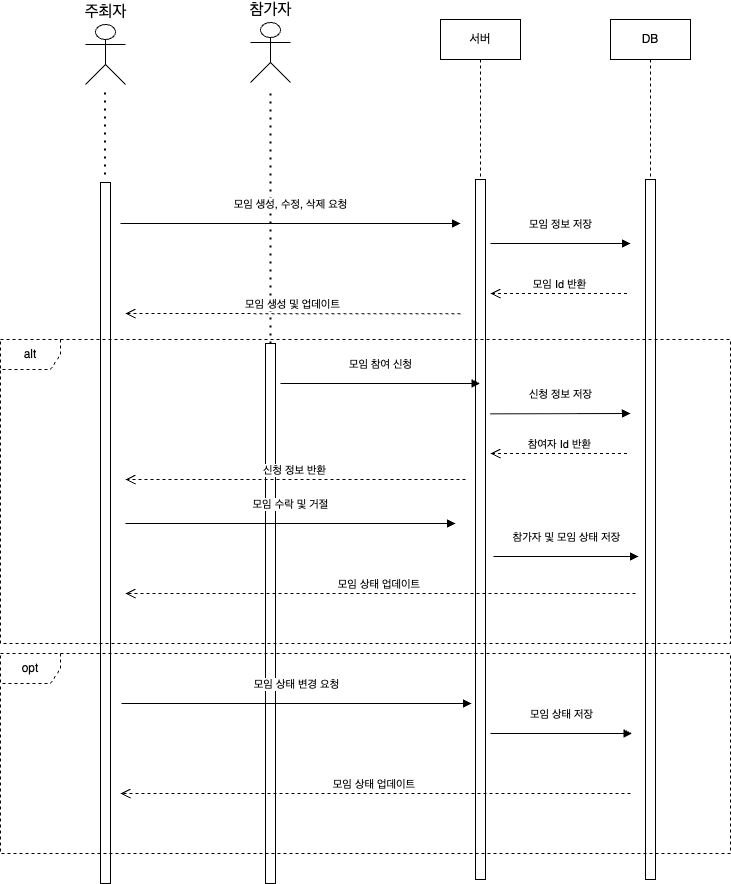 주최자
참가자
서버
DB
모임 생성, 수정, 삭제 요청
모임 정보 저장
모임 Id 반환
모임 생성 및 업데이트
alt
모임 참여 신청
신청 정보 저장
참여자 Id 반환
신청 정보 반환
모임 수락 및 거절
참가자 및 모임 상태 저장
모임 상태 업데이트
opt
모임 상태 변경 요청
모임 상태 저장
모임 상태 업데이트